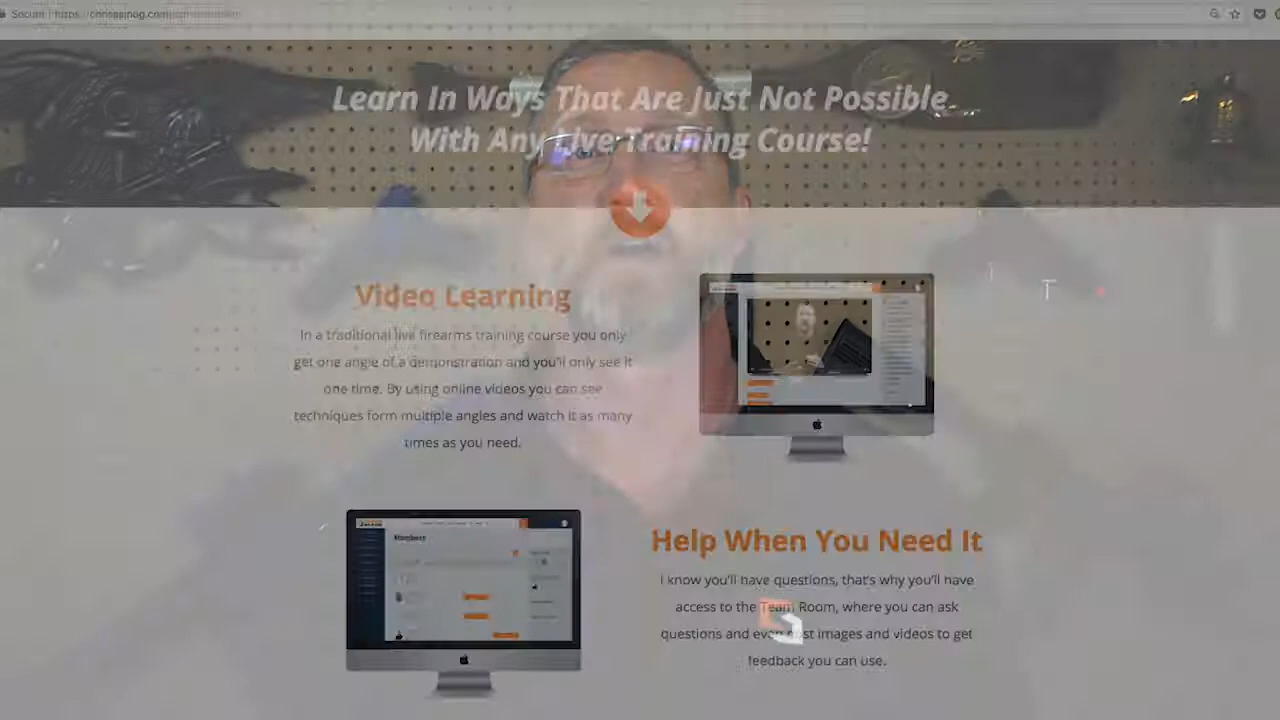 Secure
Learn In Ways That Are Just Not Possible
With Any Live Training Course!
Video Learning
In a traditional live firearms training course you only
get one angle of a demonstration and you'll only see it
one time. By using online videos you can see
techniques form multiple angles and watch it as many
times as you need.
Members
Help When You Need It
I know you'll have questions, that's why you'll have
access to the Team Room, where you can ask
questions and even post images and videos to get
feedback you can use.